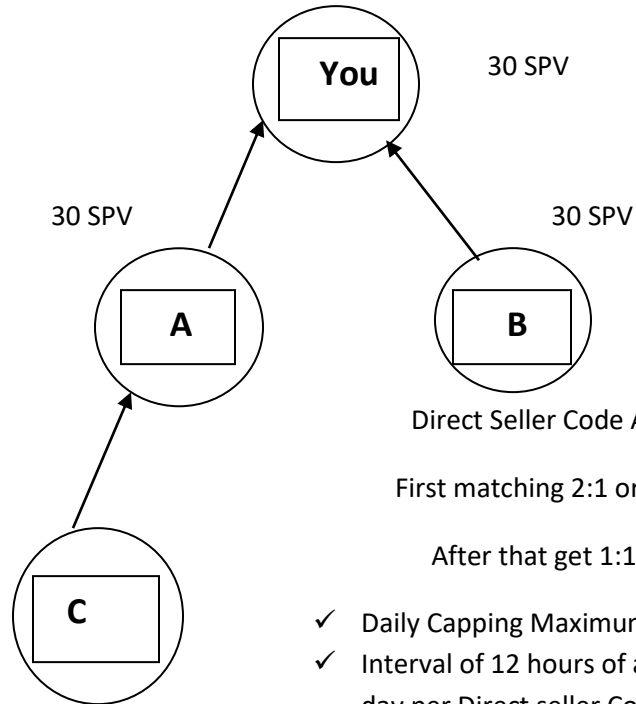 You
30 SPV
30 SPV
30 SPV
A
B
Direct Seller Code
First matching 2:1 or
After that get 1:1
C
✓ Daily Capping Maximum
✓ Interval of 12 hours of a
day per Direct seller Co